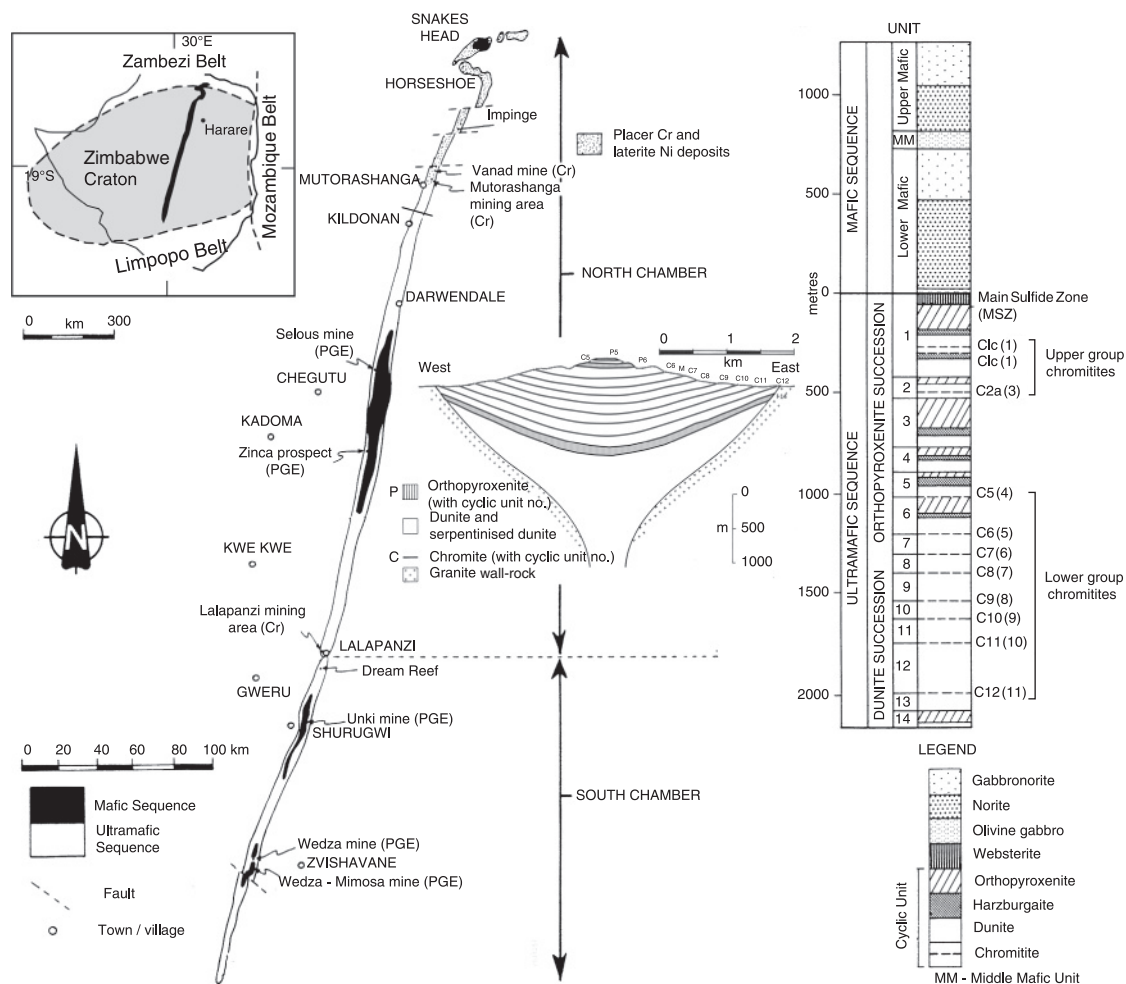 30°E
Zambezi Belt
Harare
Zimbabwe
Craton
19°S
Mozambique Belt
Limpopo Belt
0 km 300
SNAKES
HEAD
HORSESHOE
Impinge
Placer Cr and
laterite Ni deposits
Vanad mine (Cr)
MUTORASHANGA
Mutorashanga
mining area
(Cr)
KILDONAN
NORTH CHAMBER
DARWENDALE
Selous mine
(PGE)
CHEGUTU
KADOMA
Zinca prospect
(PGE)
N
KWE KWE
Lalapanzi mining
area (Cr)
LALAPANZI
Dream Reef
GWERU
Unki mine (PGE)
SHURUGWI
SOUTH CHAMBER
Wedza mine (PGE)
ZVISHAVANE
Wedza - Mimosa mine (PGE)
0 20 40 60 80 100 km
Mafic Sequence
Ultramafic
Sequence
Fault
Town / village
0 1 2
km
West
East
C5 P5 P6 C6 M C7 C8 C9 C10 C11 C12
P Orthopyroxenite
(with cyclic unit no.)
Dunite and
serpentinised dunite
C Chromite (with cyclic unit no.)
Granite wall-rock
0
m 500
1000
UNIT
1000
500
metres
0
500
1000
1500
2000
MAFIC SEQUENCE
Upper Mafic
MM
Lower Mafic
ULTRAMAFIC SEQUENCE
ORTHOPYROXENITE SUCCESSION
DUNITE SUCCESSION
1
2
3
4
5
6
7
8
9
10
11
12
13
14
Main Sulfide Zone
(MSZ)
Clc (1)
Clc (1)
C2a (3)
Upper group
chromitites
C5 (4)
C6 (5)
C7 (6)
C8 (7)
C9 (8)
C10 (9)
C11 (10)
C12 (11)
Lower group
chromitites
LEGEND
Gabbronorite
Norite
Olivine gabbro
Websterite
Orthopyroxenite
Harzburgaite
Dunite
Chromitite
Cyclic Unit
MM - Middle Mafic Unit